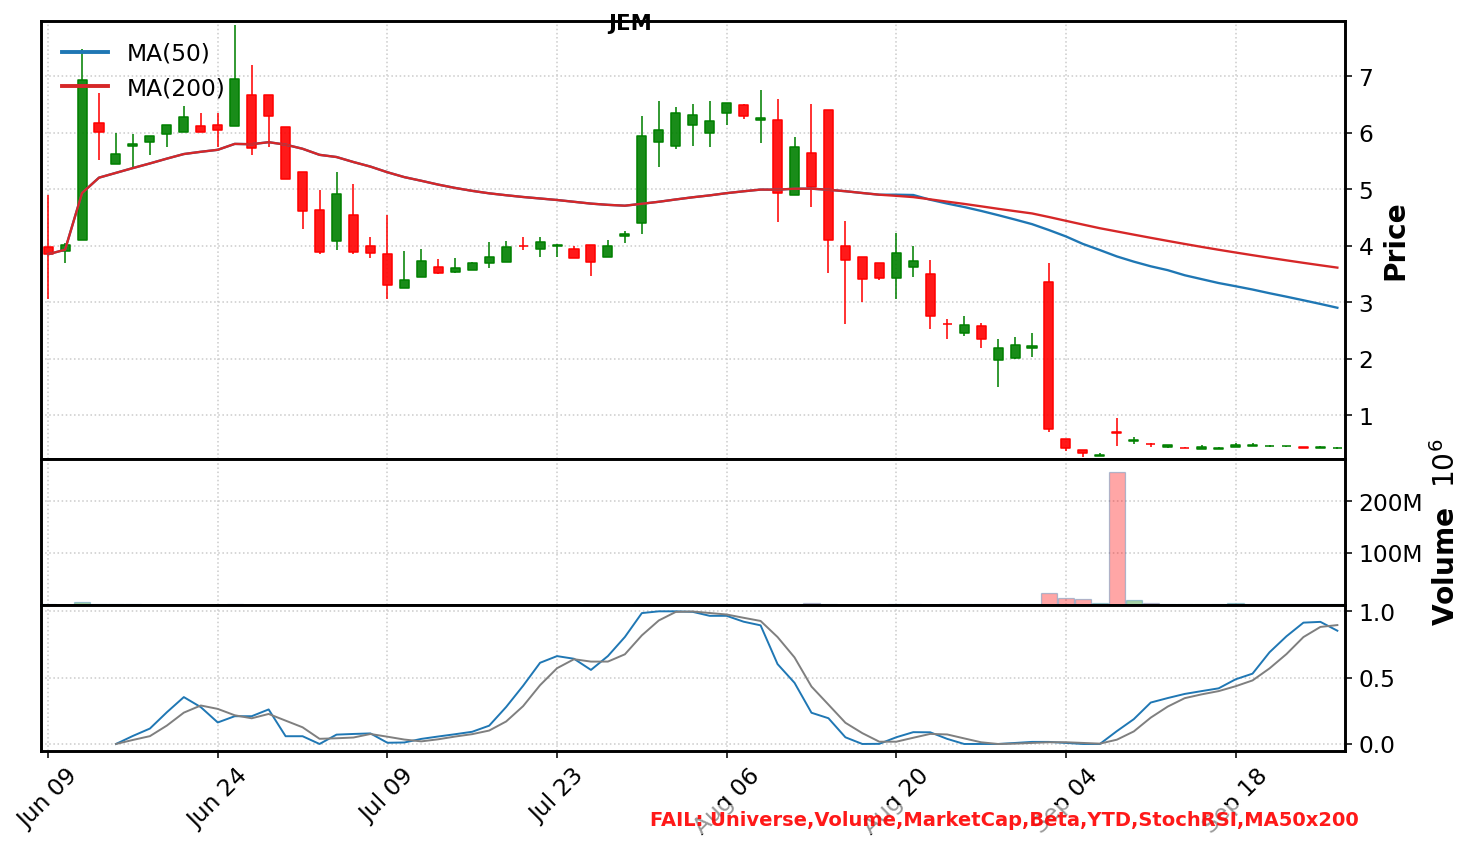 JEM
MA(50)
MA(200)
7
6
5
4
3
2
1
Price
200M
100M
Volume 10^6
1.0
0.5
0.0
Jun 09
Jun 24
Jul 09
Jul 23
Aug 06
Aug 20
Sep 04
Sep 18
FAIL: Universe,Volume,MarketCap,Beta,YTD,StochRSI,MA50x200